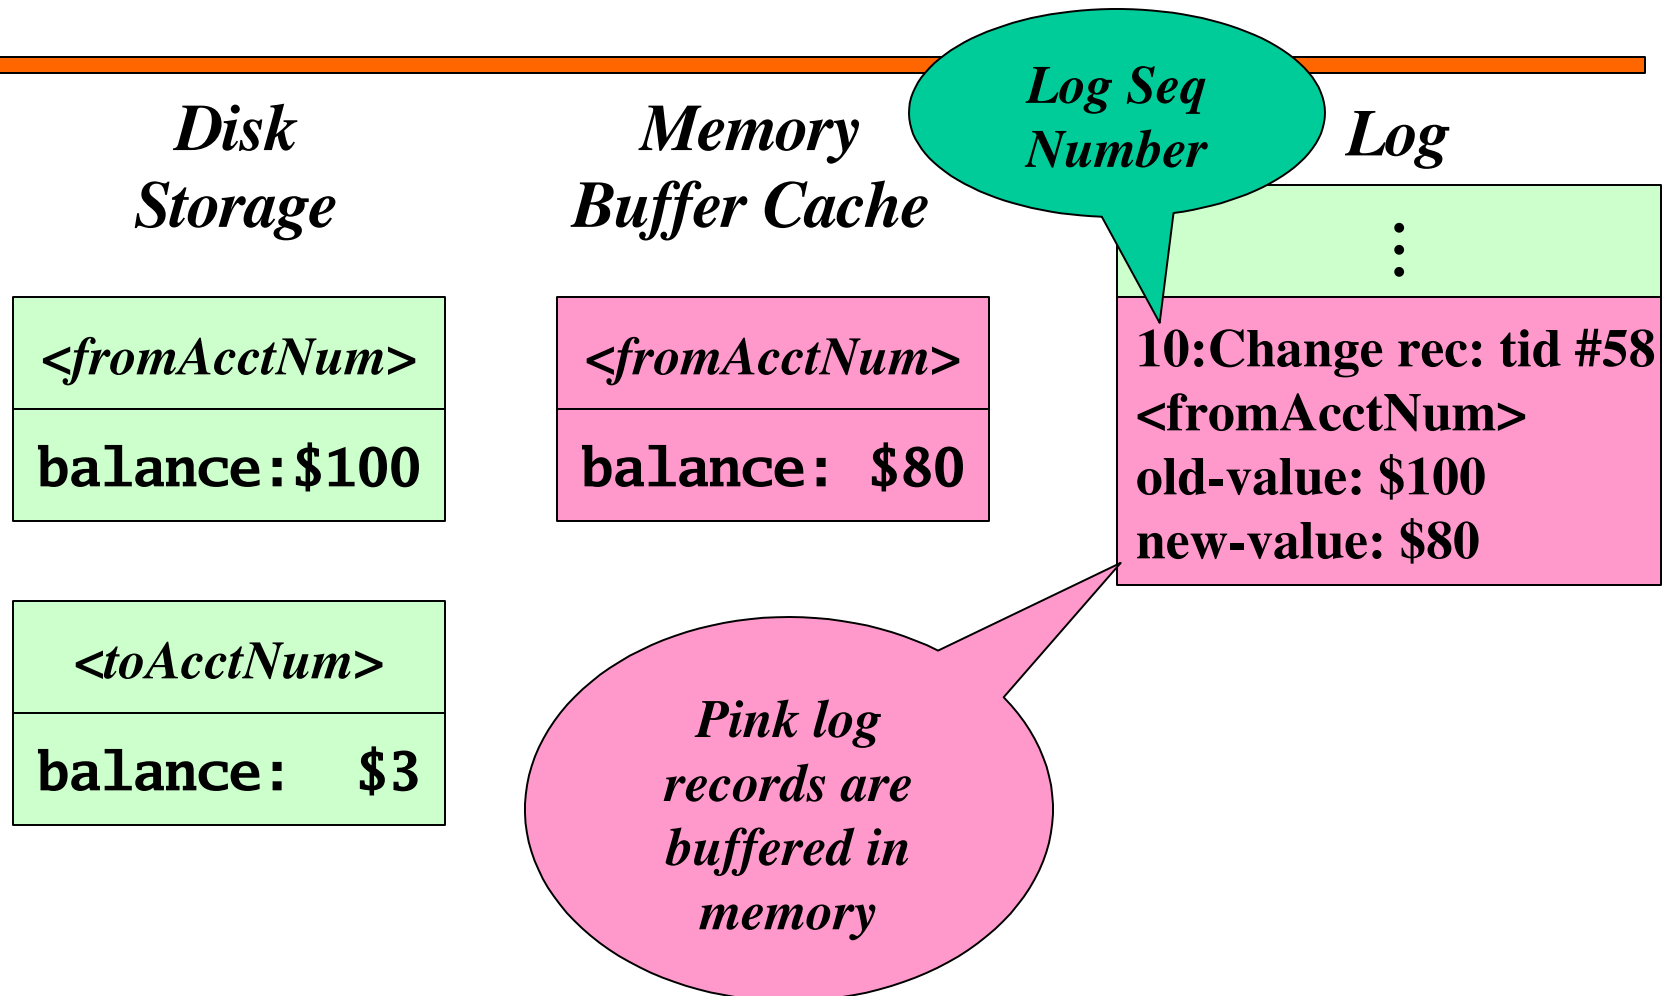 Disk
Storage
Memory
Buffer Cache
Log Seq
Number
Log
<fromAcctNum>
balance:$100
<fromAcctNum>
balance: $80
10:Change rec: tid #58
<fromAcctNum>
old-value: $100
new-value: $80
<toAcctNum>
balance:  $3
Pink log
records are
buffered in
memory